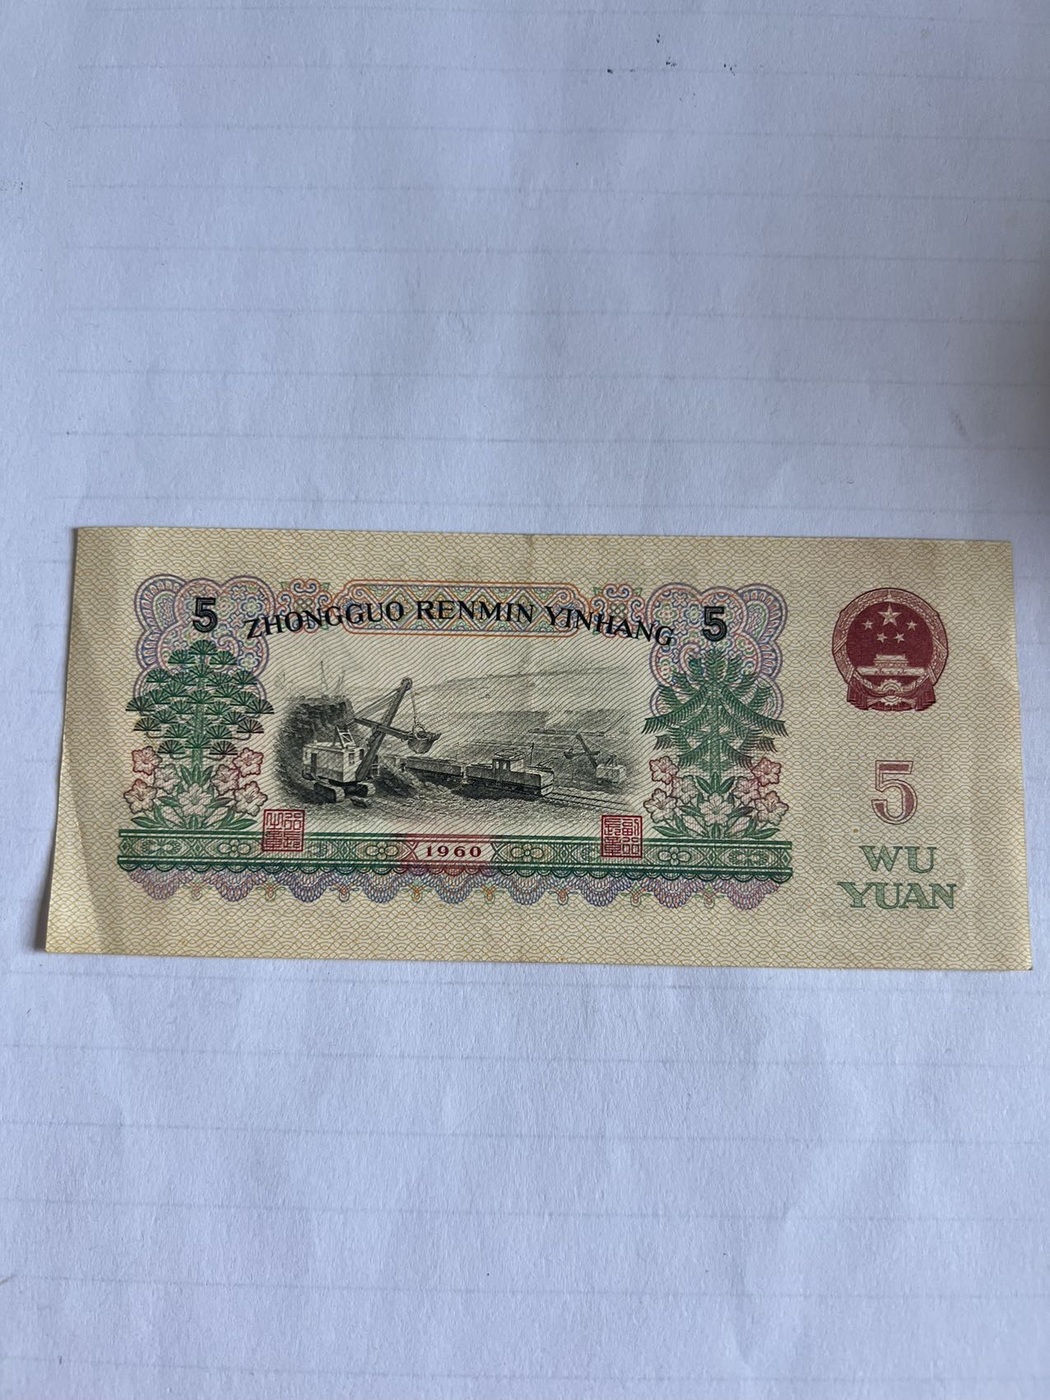 5 ZHONGGUO RENMIN YINHANG 5
1960
5
WU
YUAN